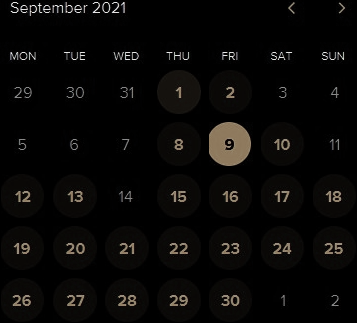 September 2021
MON TUE WED THU FRI SAT SUN
29 30 31 1 2 3 4
5 6 7 8 9 10 11
12 13 14 15 16 17 18
19 20 21 22 23 24 25
26 27 28 29 30 1 2